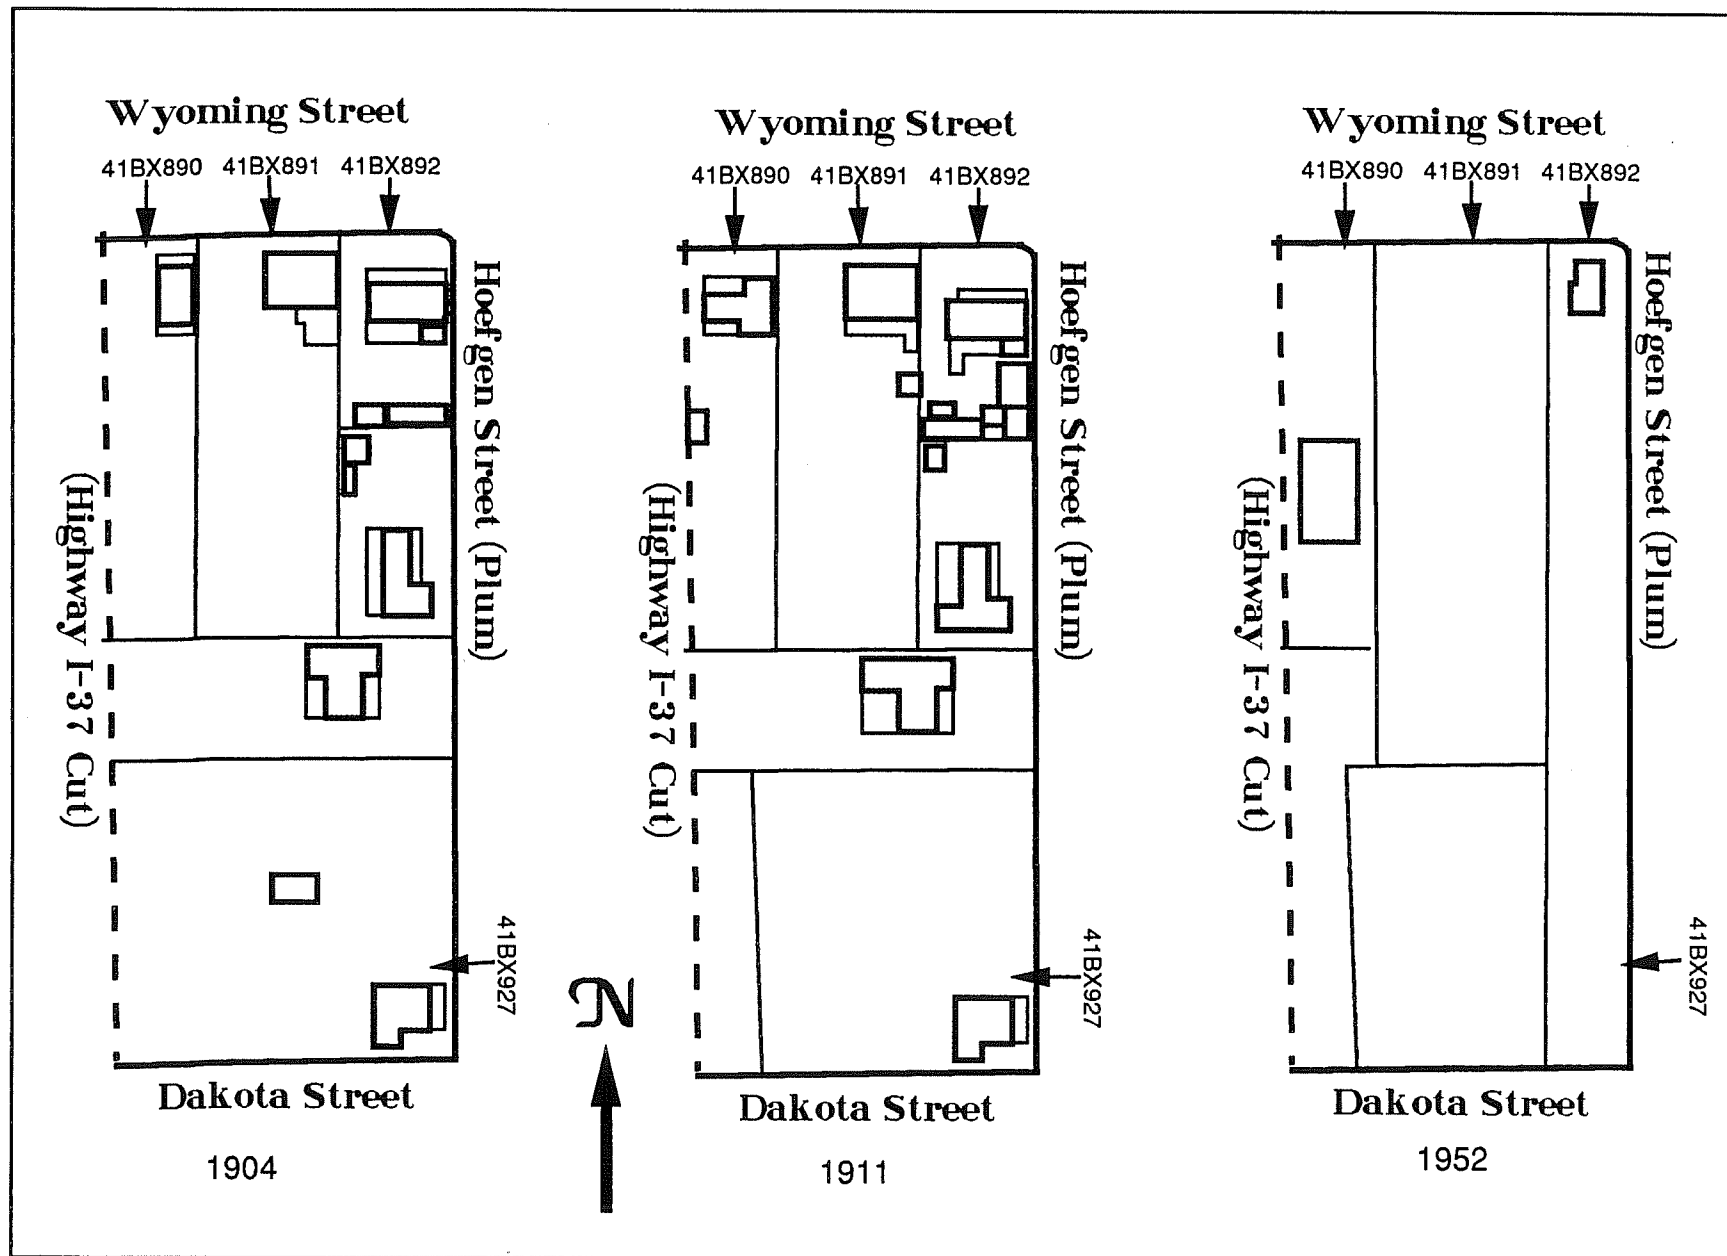 Wyoming Street
41BX890 41BX891 41BX892
Hoefgen Street (Plum)
(Highway I-37 Cut)
41BX927
Dakota Street
1904
N
Wyoming Street
41BX890 41BX891 41BX892
Hoefgen Street (Plum)
(Highway I-37 Cut)
41BX927
Dakota Street
1911
Wyoming Street
41BX890 41BX891 41BX892
Hoefgen Street (Plum)
(Highway I-37 Cut)
41BX927
Dakota Street
1952